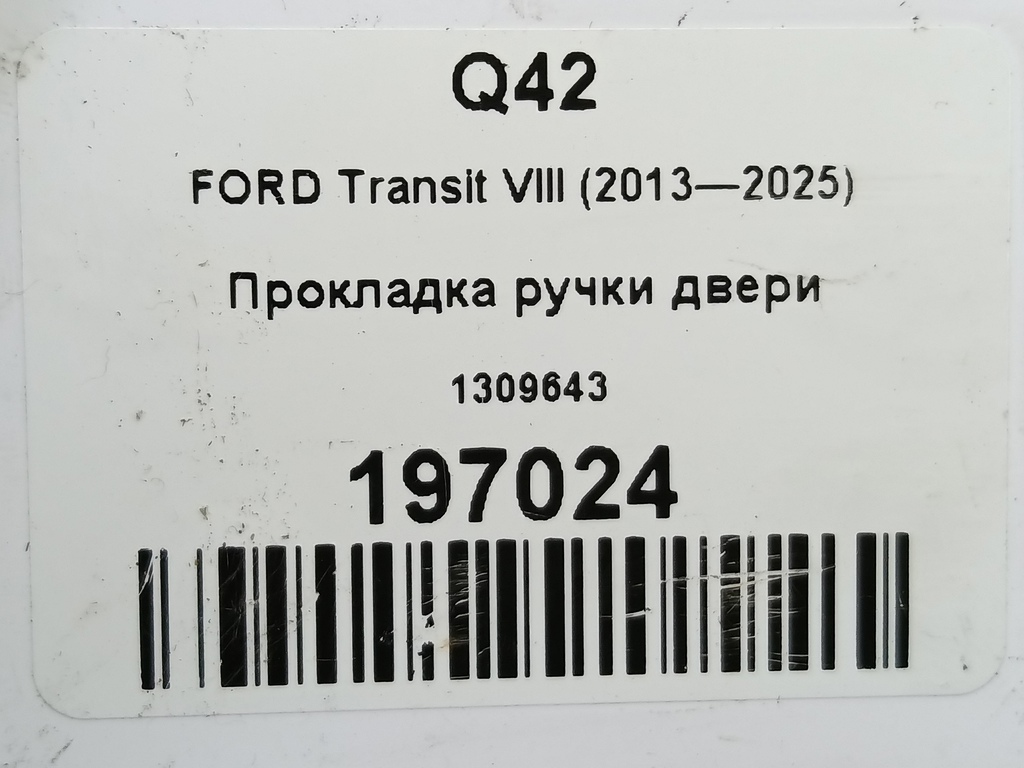 Q42
FORD Transit VIII (2013—2025)
Прокладка ручки двери
1309643
197024